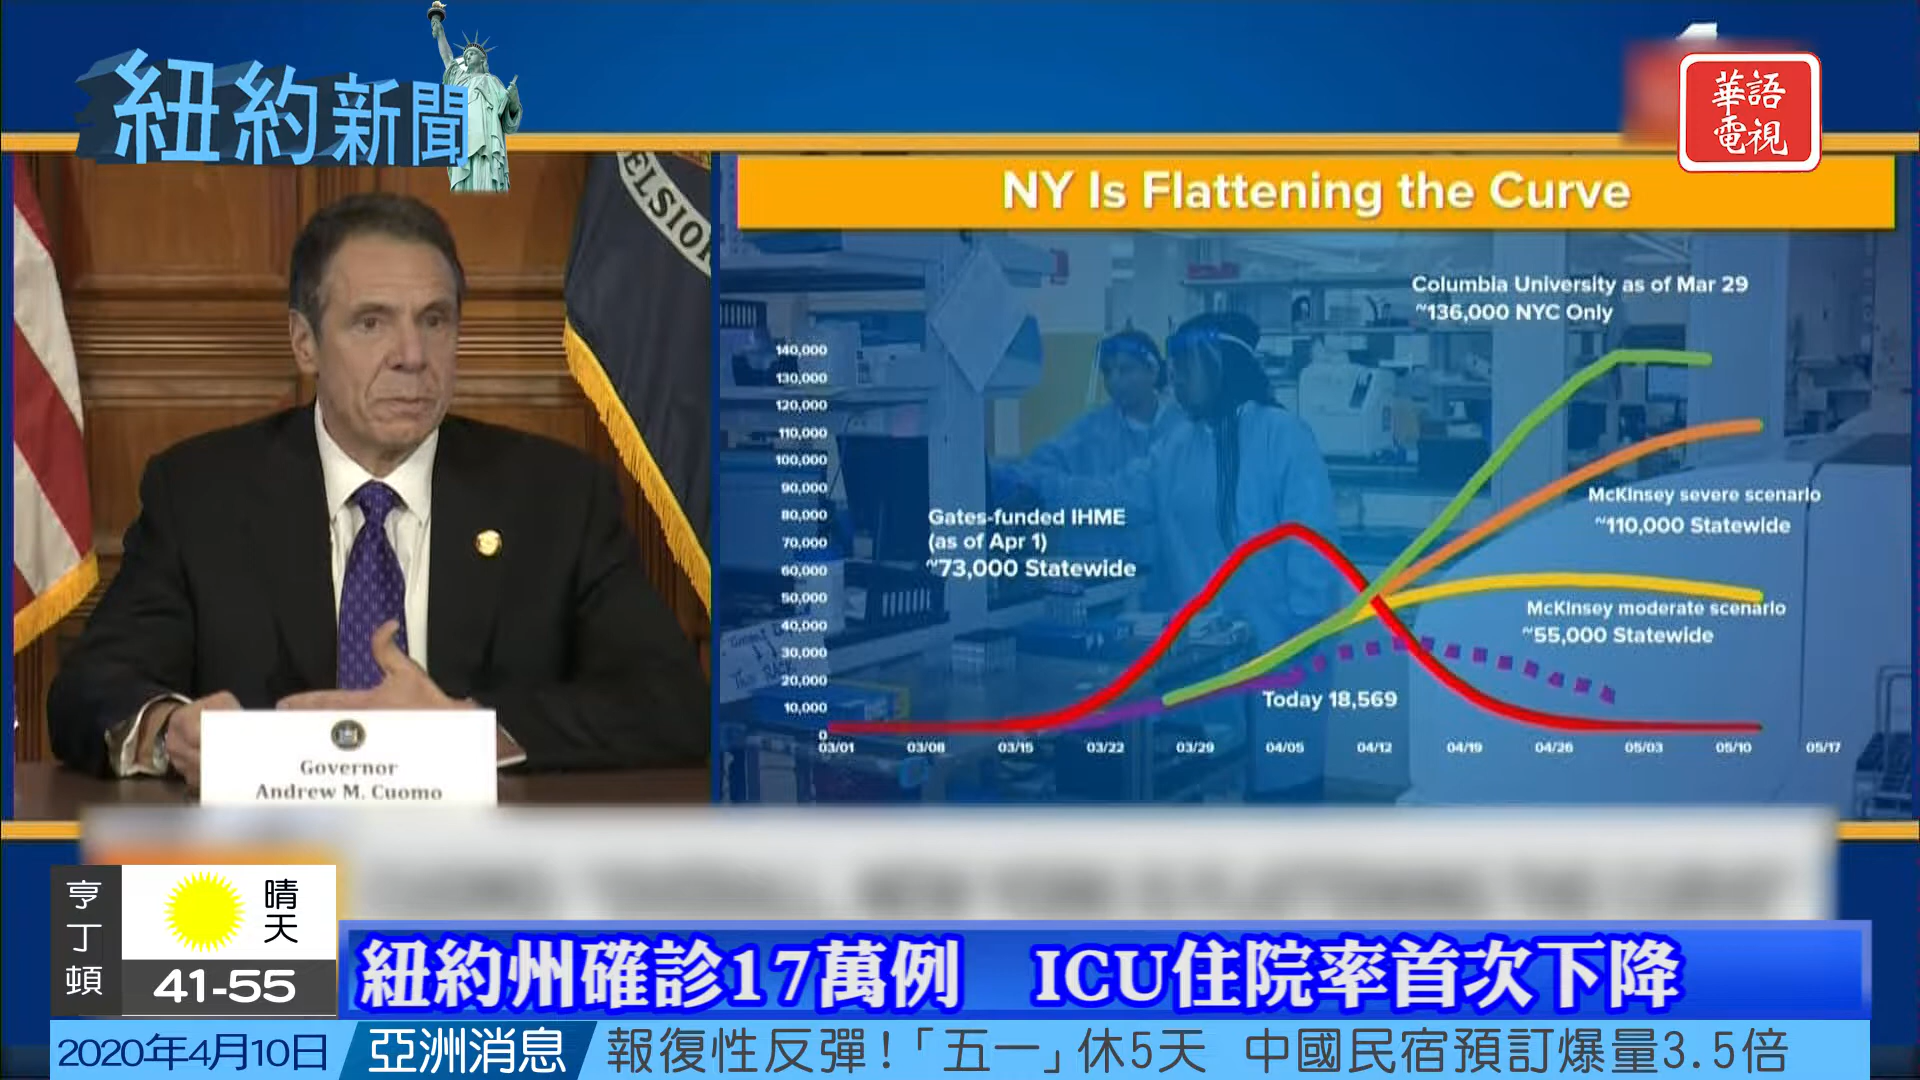 紐約新聞
華語
電視
ELSIOR
NY Is Flattening the Curve
Columbia University as of Mar 29
~136,000 NYC Only
140,000
130,000
120,000
110,000
100,000
90,000
80,000
70,000
60,000
50,000
40,000
30,000
20,000
10,000
0
Gates-funded IHME
(as of Apr 1)
~73,000 Statewide
McKinsey severe scenario
~110,000 Statewide
McKinsey moderate scenario
~55,000 Statewide
Today 18,569
03/01 03/08 03/15 03/22 03/29 04/05 04/12 04/19 04/26 05/03 05/10 05/17
Governor
Andrew M. Cuomo
亨丁頓
晴天
41-55
紐約州確診17萬例 ICU住院率首次下降
2020年4月10日
亞洲消息
報復性反彈!「五一」休5天 中國民宿預訂爆量3.5倍